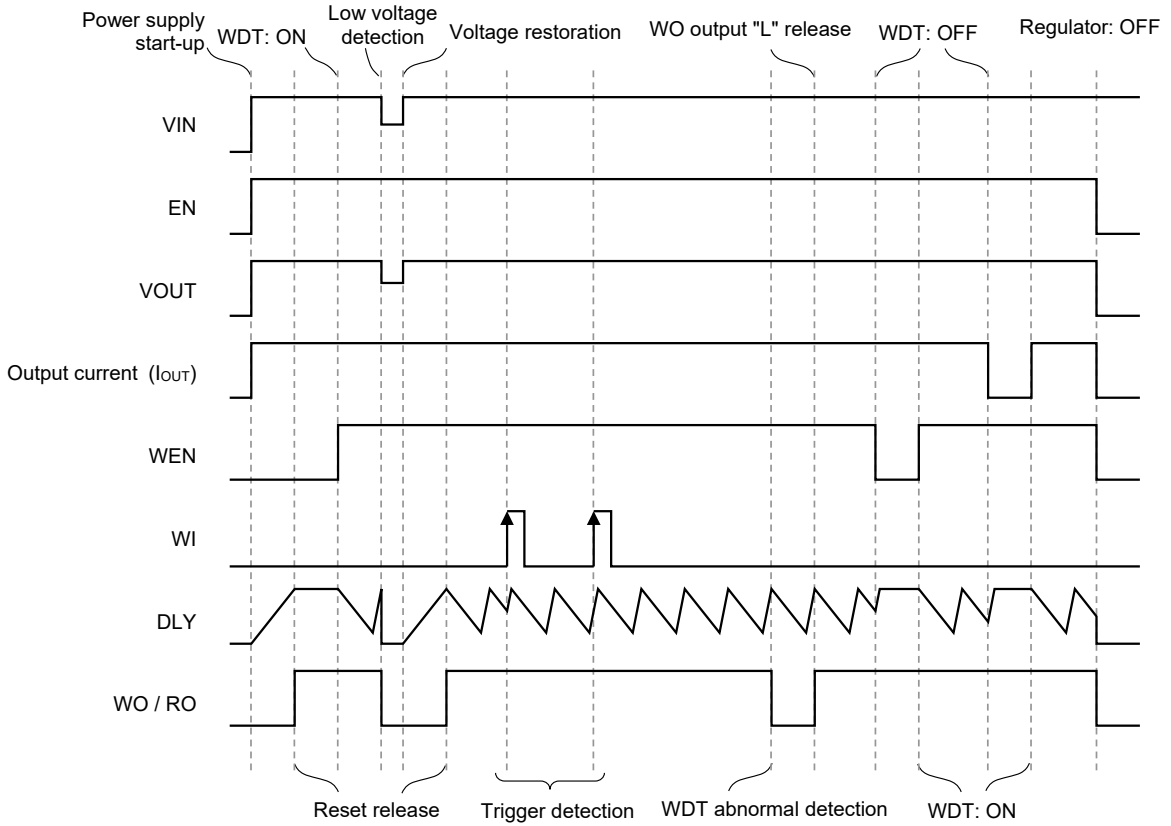 Power supply
start-up
WDT: ON
Low voltage
detection
Voltage restoration
WO output "L" release
WDT: OFF
Regulator: OFF
VIN
EN
VOUT
Output current (IOUT)
WEN
WI
DLY
WO / RO
Reset release
Trigger detection
WDT abnormal detection
WDT: ON